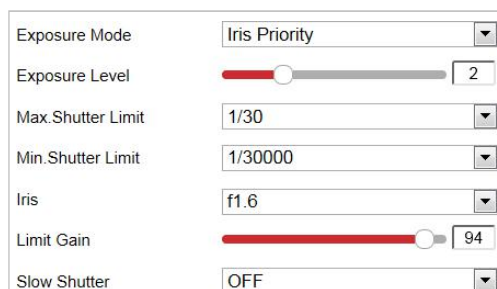 Exposure Mode Iris Priority
Exposure Level 2
Max.Shutter Limit 1/30
Min.Shutter Limit 1/30000
Iris f1.6
Limit Gain 94
Slow Shutter OFF